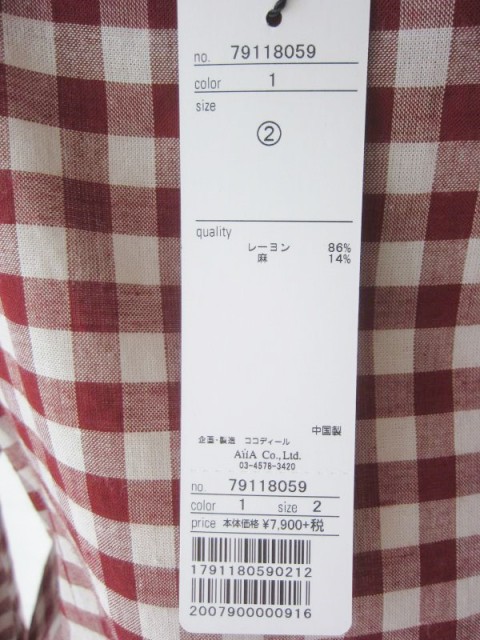 no. 79118059
color 1
size
②
quality
レーヨン 86%
麻 14%
中国製
企画・製造 ココディール
AiiA Co., Ltd.
03-4578-3420
no. 79118059
color 1 size 2
price 本体価格 ¥7,900+税
1791180590212
2007900000916